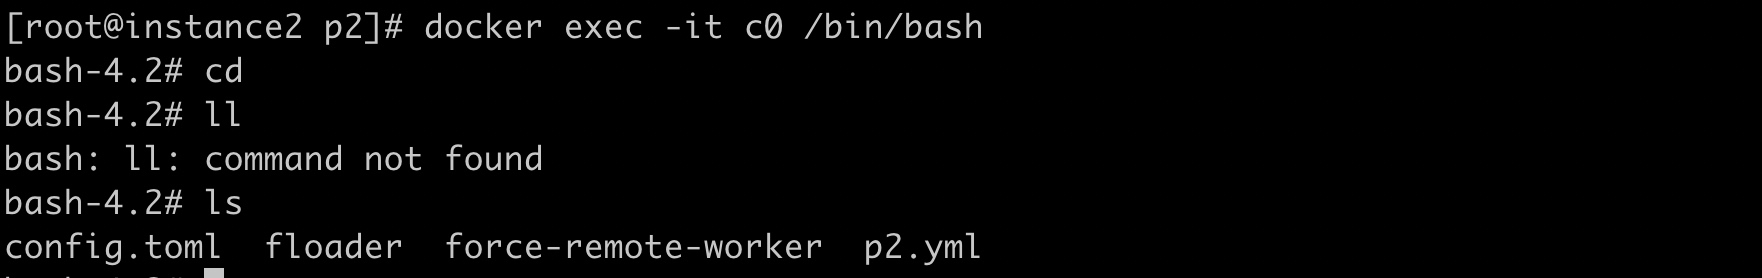 [root@instance2 p2]# docker exec -it c0 /bin/bash
bash-4.2# cd
bash-4.2# ll
bash: ll: command not found
bash-4.2# ls
config.toml  floader  force-remote-worker  p2.yml